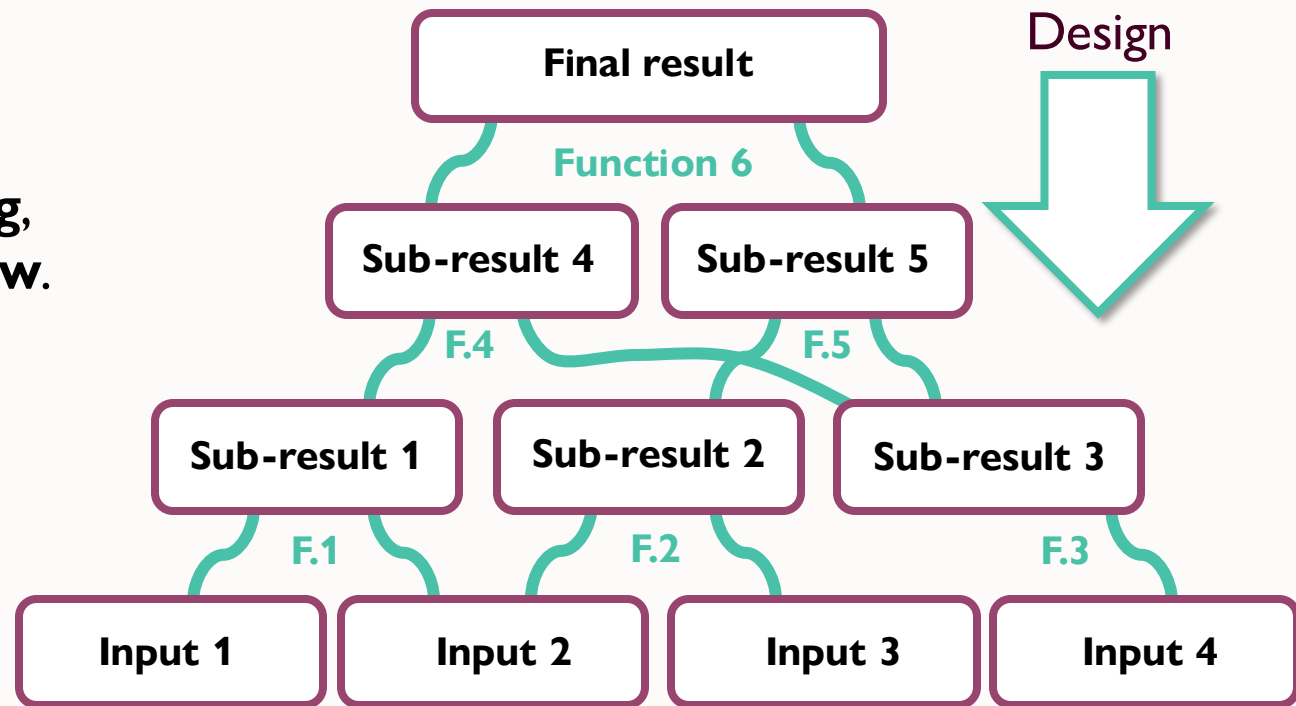 Design
Final result
Function 6
g,
w.
Sub-result 4
Sub-result 5
F.4
F.5
Sub-result 1
Sub-result 2
Sub-result 3
F.1
F.2
F.3
Input 1
Input 2
Input 3
Input 4